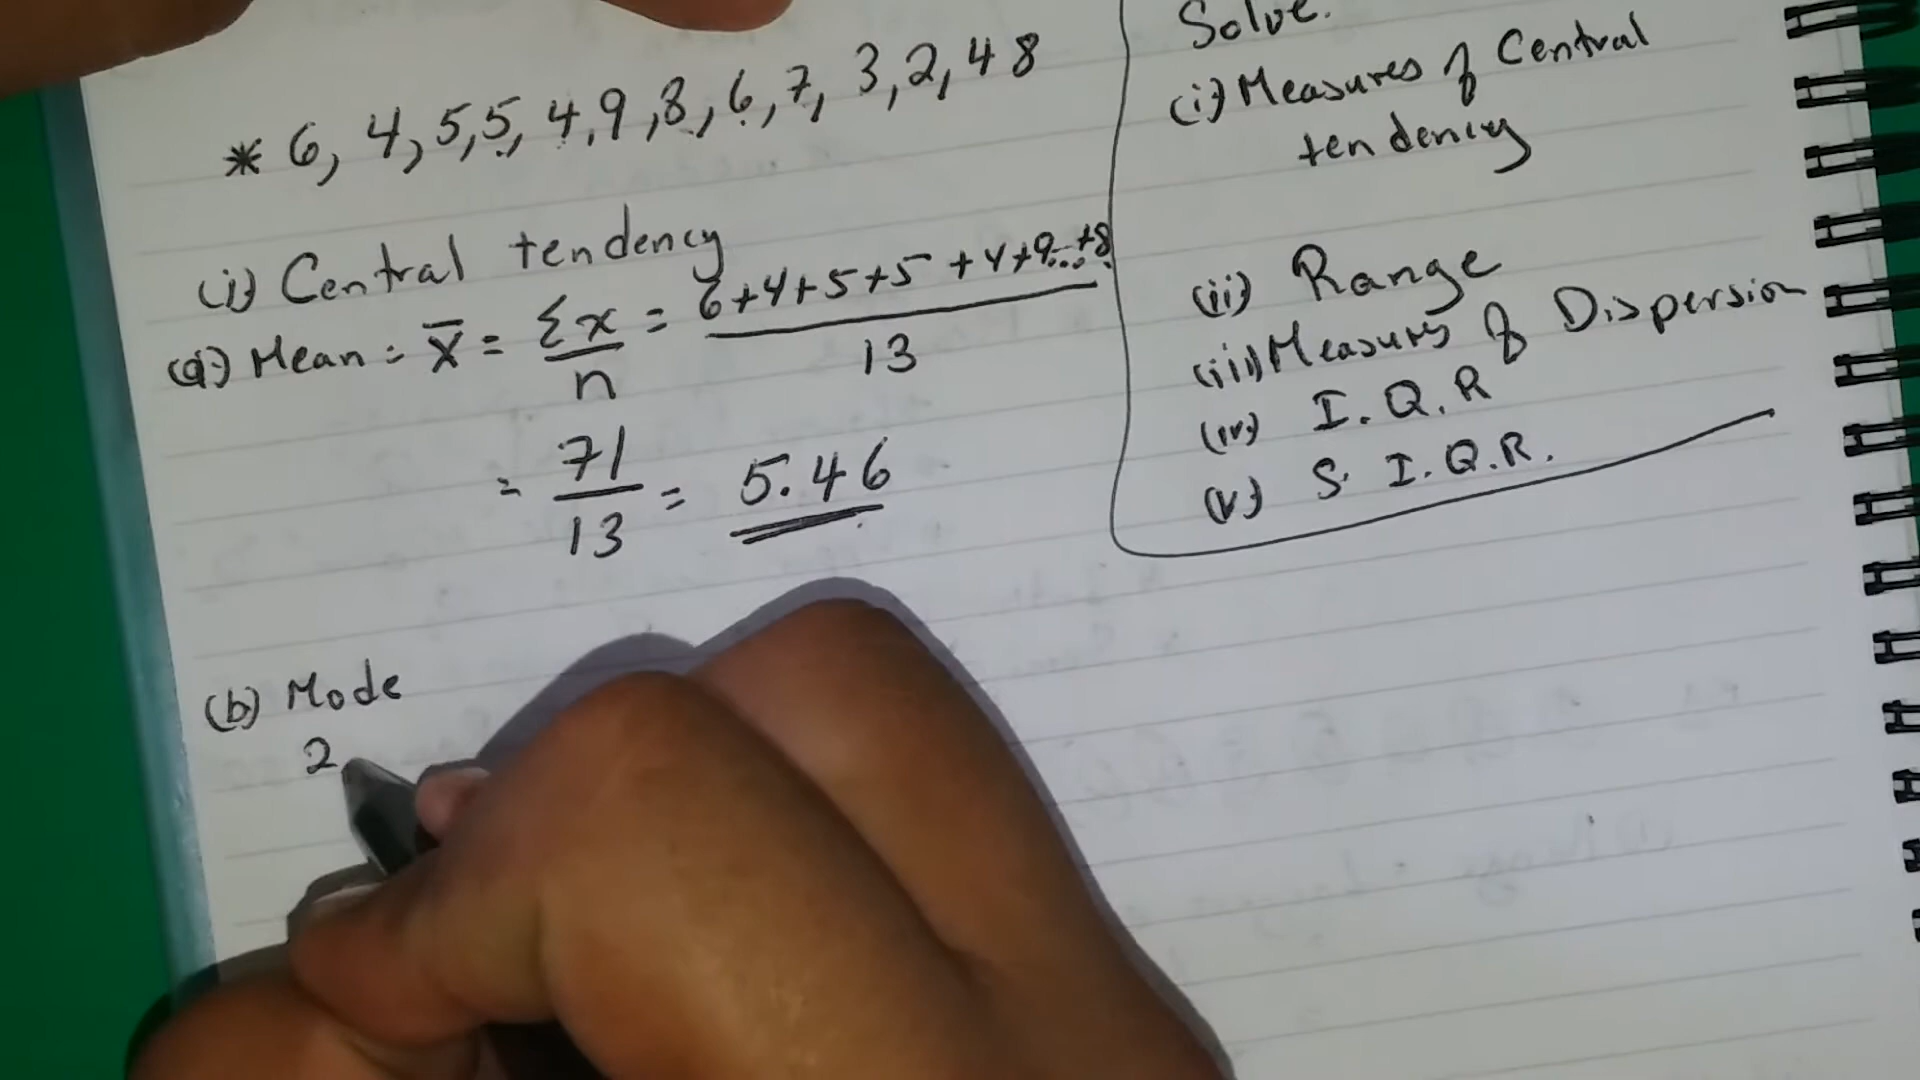 * 6, 4, 5, 5, 4, 9, 8, 6, 7, 3, 2, 4 8
(i) Central tendency
(a) Mean = x̄ = Σx/n = 6+4+5+5+4+9...+8/13
= 71/13 = 5.46
(b) Mode
2
Solve.
(i) Measures of Central
tendency
(ii) Range
(iii) Measures of Dispersion
(iv) I.Q.R
(v) S. I.Q.R.